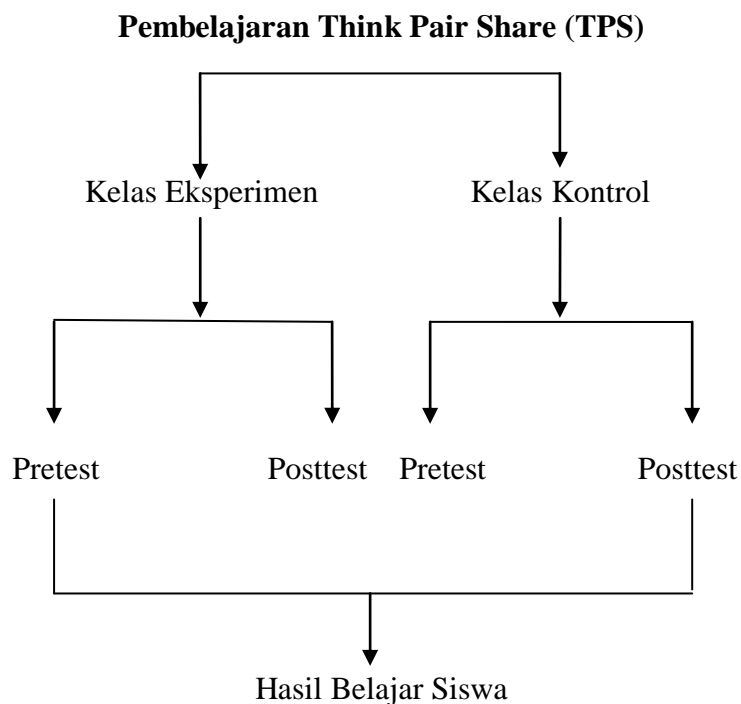 Pembelajaran Think Pair Share (TPS)
Kelas Eksperimen Kelas Kontrol
Pretest Posttest Pretest Posttest
Hasil Belajar Siswa